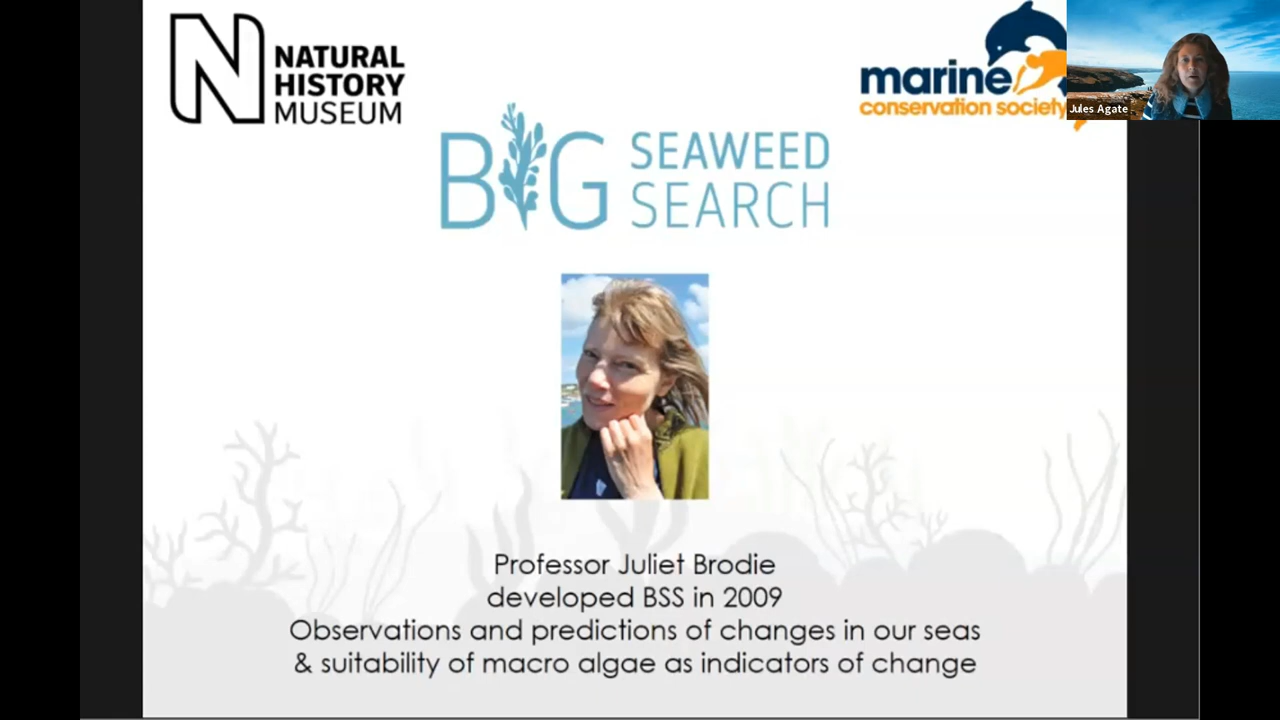 NATURAL
HISTORY
MUSEUM
marine
conservation society
Jules Agate
BIG SEAWEED
SEARCH
Professor Juliet Brodie
developed BSS in 2009
Observations and predictions of changes in our seas
& suitability of macro algae as indicators of change